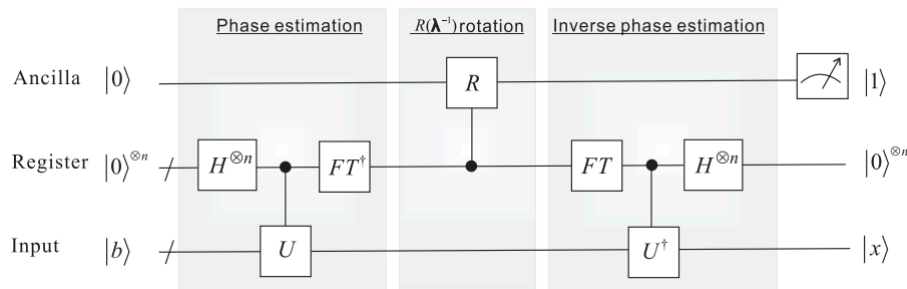 Phase estimation R(λ⁻¹) rotation Inverse phase estimation
Ancilla |0⟩ R |1⟩
Register |0⟩⊗ⁿ H⊗ⁿ FT† FT H⊗ⁿ |0⟩⊗ⁿ
Input |b⟩ U U† |x⟩